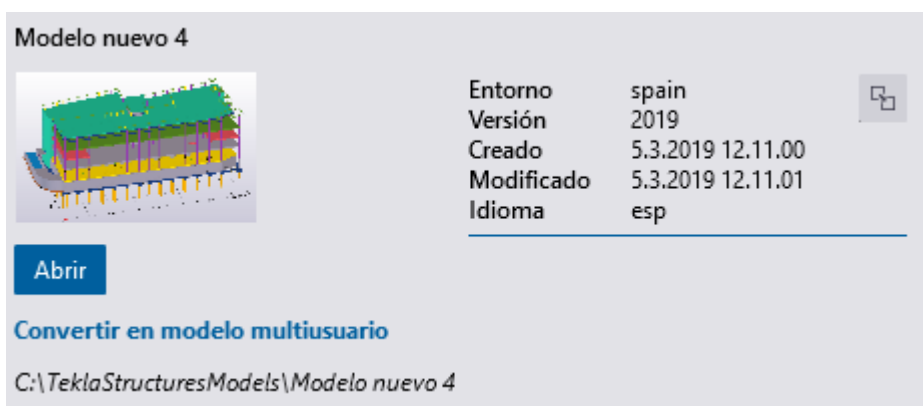 Modelo nuevo 4
Entorno spain
Versión 2019
Creado 5.3.2019 12.11.00
Modificado 5.3.2019 12.11.01
Idioma esp
Abrir
Convertir en modelo multiusuario
C:\TeklaStructuresModels\Modelo nuevo 4